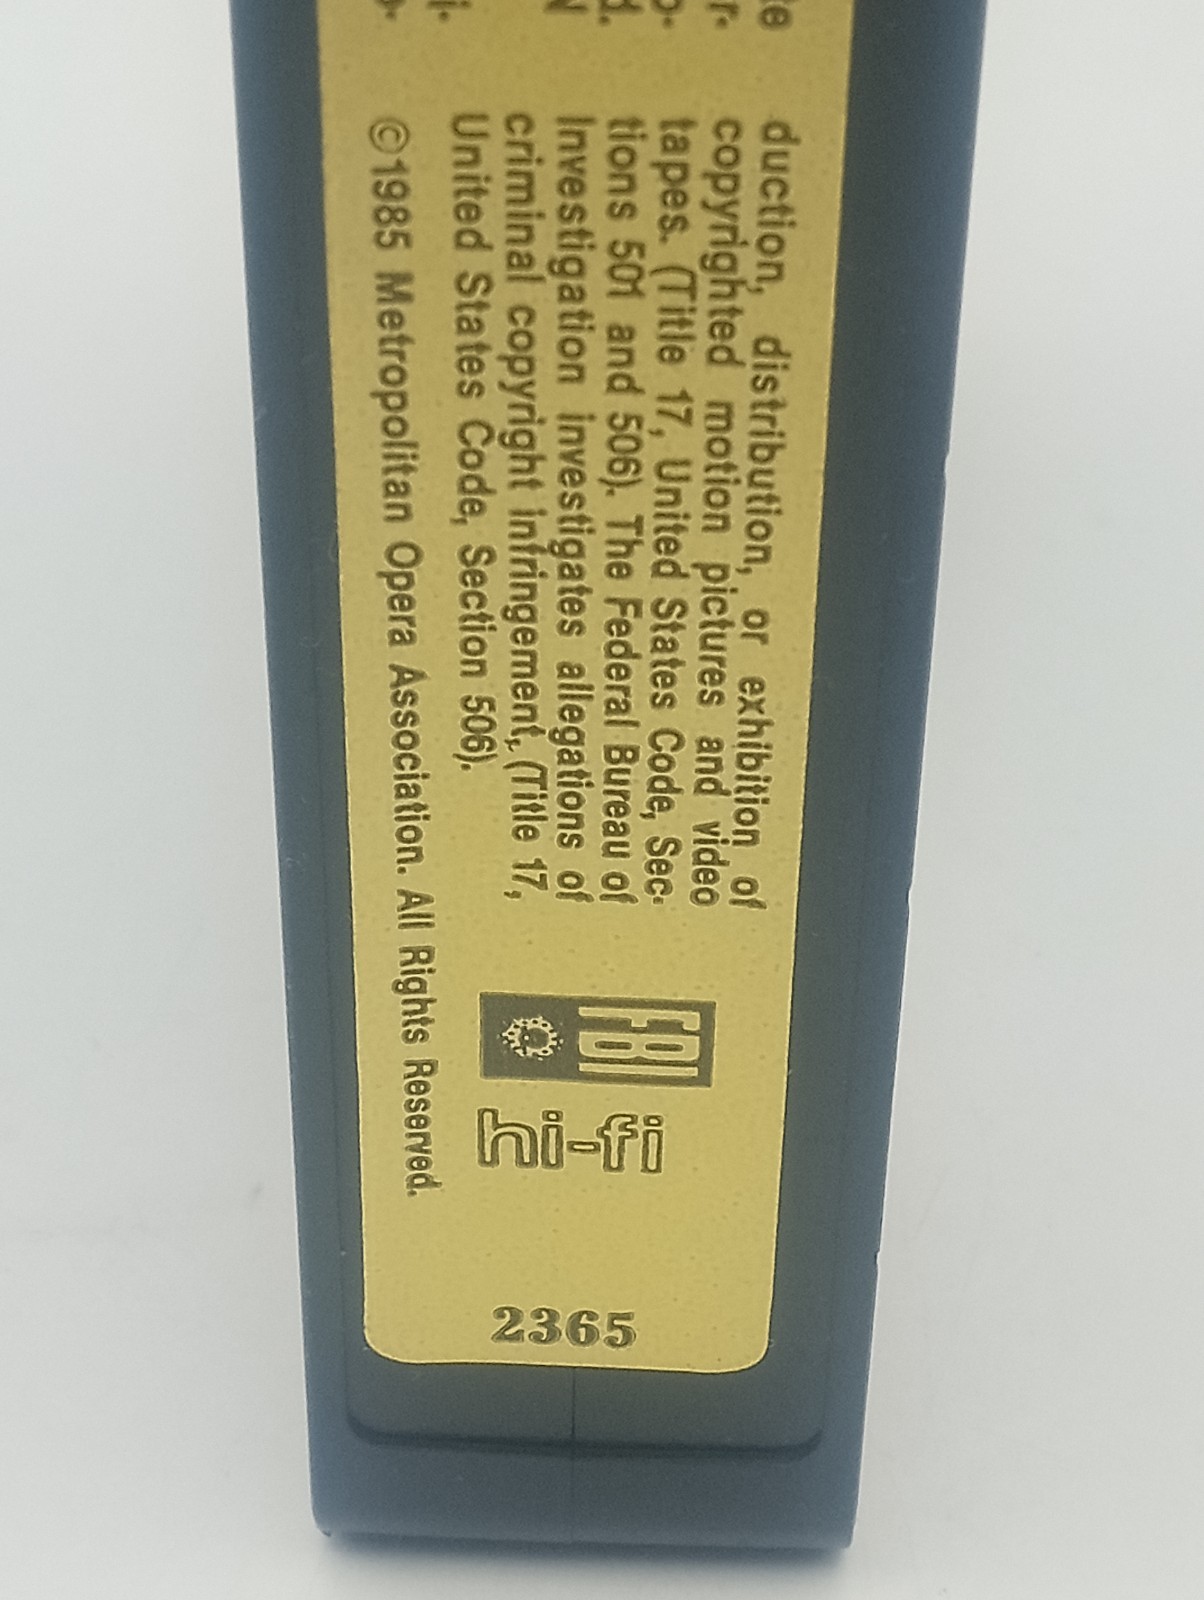 duction, distribution, or exhibition of
copyrighted motion pictures and video
tapes. (Title 17, United States Code, Sec-
tions 501 and 506). The Federal Bureau of
Investigation investigates allegations of
criminal copyright infringement, (Title 17,
United States Code, Section 506).
©1985 Metropolitan Opera Association. All Rights Reserved.
FBI
hi-fi
2365